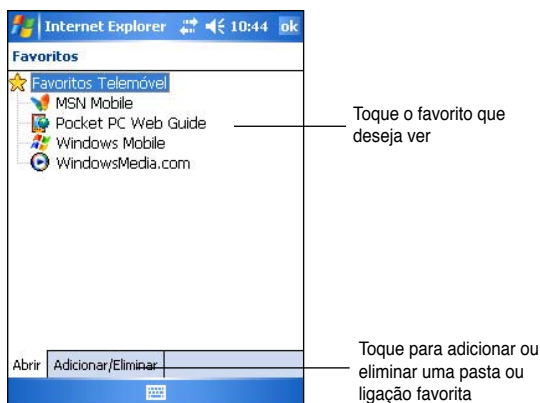 Internet Explorer 10:44 ok
Favoritos
Favoritos Telemóvel
MSN Mobile
Pocket PC Web Guide
Windows Mobile
WindowsMedia.com
Toque o favorito que
deseja ver
Abrir Adicionar/Eliminar
Toque para adicionar ou
eliminar uma pasta ou
ligação favorita